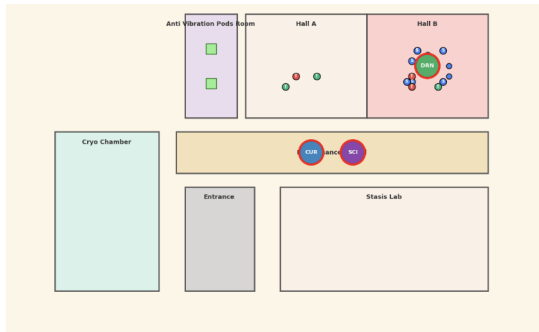 Anti Vibration Pods Room
Hall A
Hall B
DRN
CUR
SCI
Cryo Chamber
Entrance
Stasis Lab